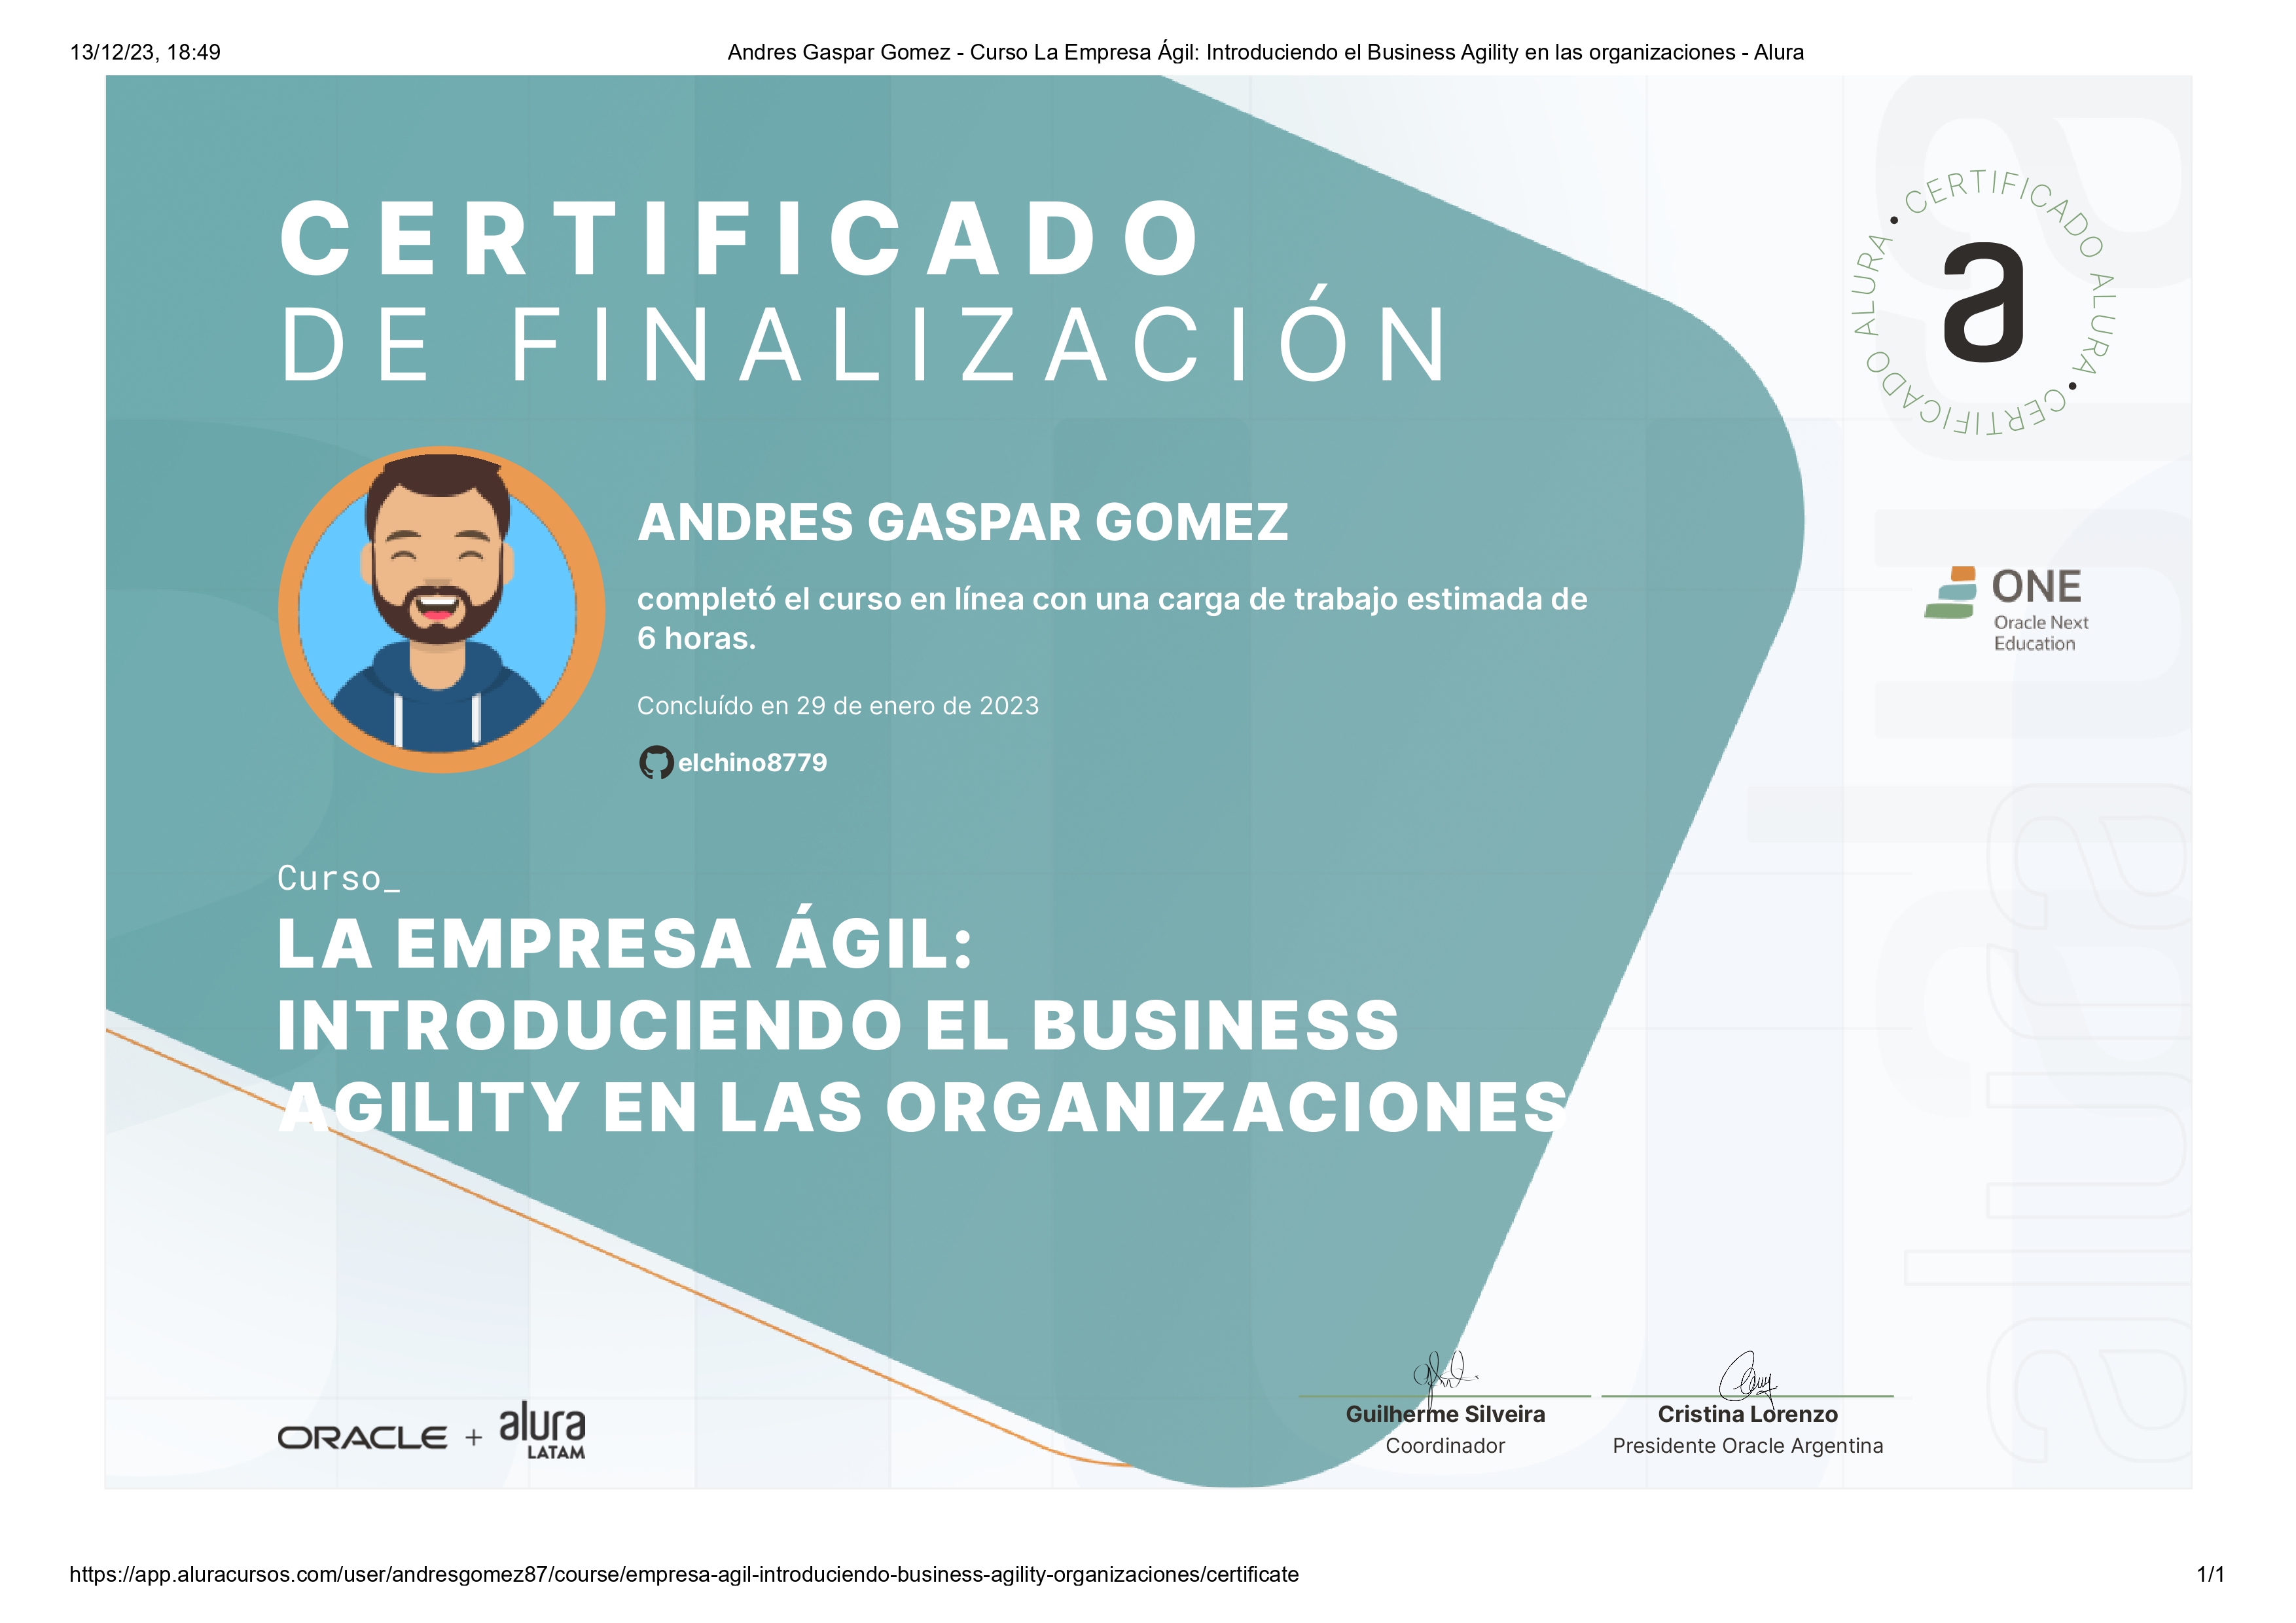 13/12/23, 18:49
Andres Gaspar Gomez - Curso La Empresa Ágil: Introduciendo el Business Agility en las organizaciones - Alura
CERTIFICADO
DE FINALIZACIÓN
• CERTIFICADO ALURA • CERTIFICADO ALURA
a
ANDRES GASPAR GOMEZ
completó el curso en línea con una carga de trabajo estimada de
6 horas.
Concluído en 29 de enero de 2023
elchino8779
ONE
Oracle Next
Education
Curso_
LA EMPRESA ÁGIL:
INTRODUCIENDO EL BUSINESS
AGILITY EN LAS ORGANIZACIONES
alura
ORACLE + alura
LATAM
Guilherme Silveira
Coordinador
Cristina Lorenzo
Presidente Oracle Argentina
https://app.aluracursos.com/user/andresgomez87/course/empresa-agil-introduciendo-business-agility-organizaciones/certificate
1/1